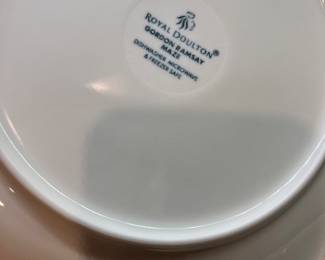 ROYAL DOULTON®
GORDON RAMSAY
MAZE
DISHWASHER MICROWAVE
& FREEZER SAFE